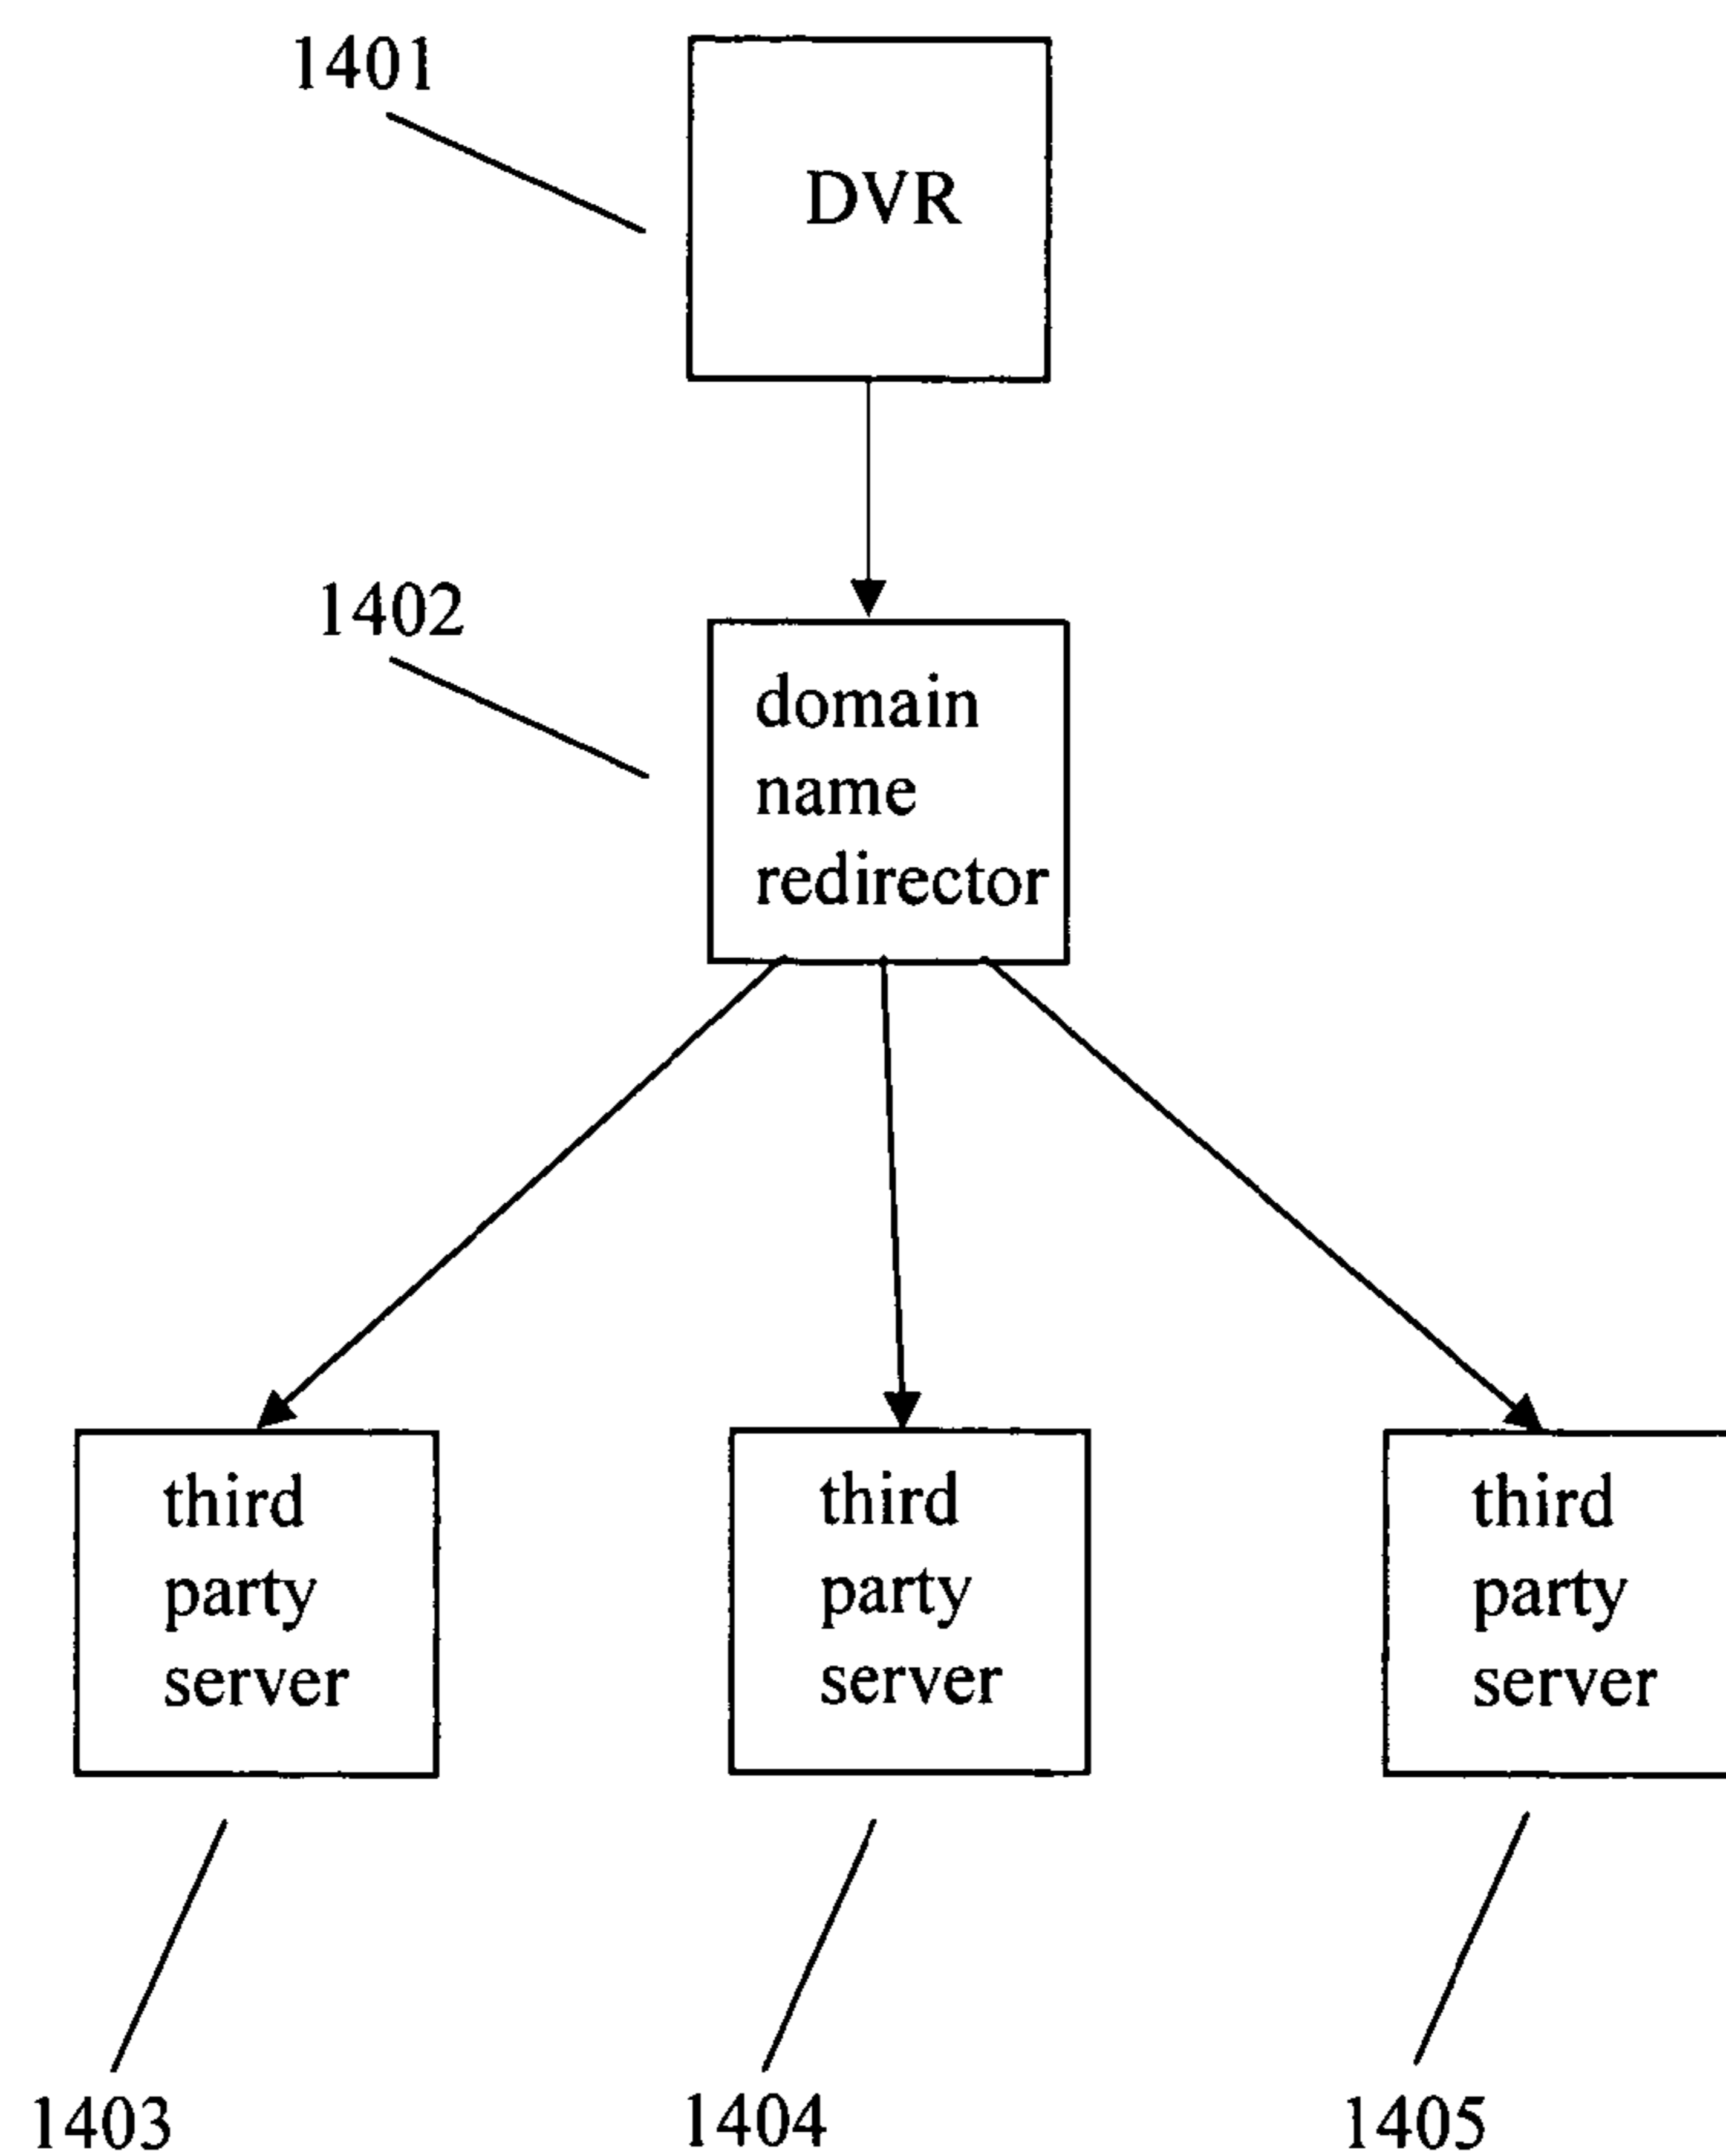 1401
DVR
1402
domain
name
redirector
third
party
server
third
party
server
third
party
server
1403
1404
1405